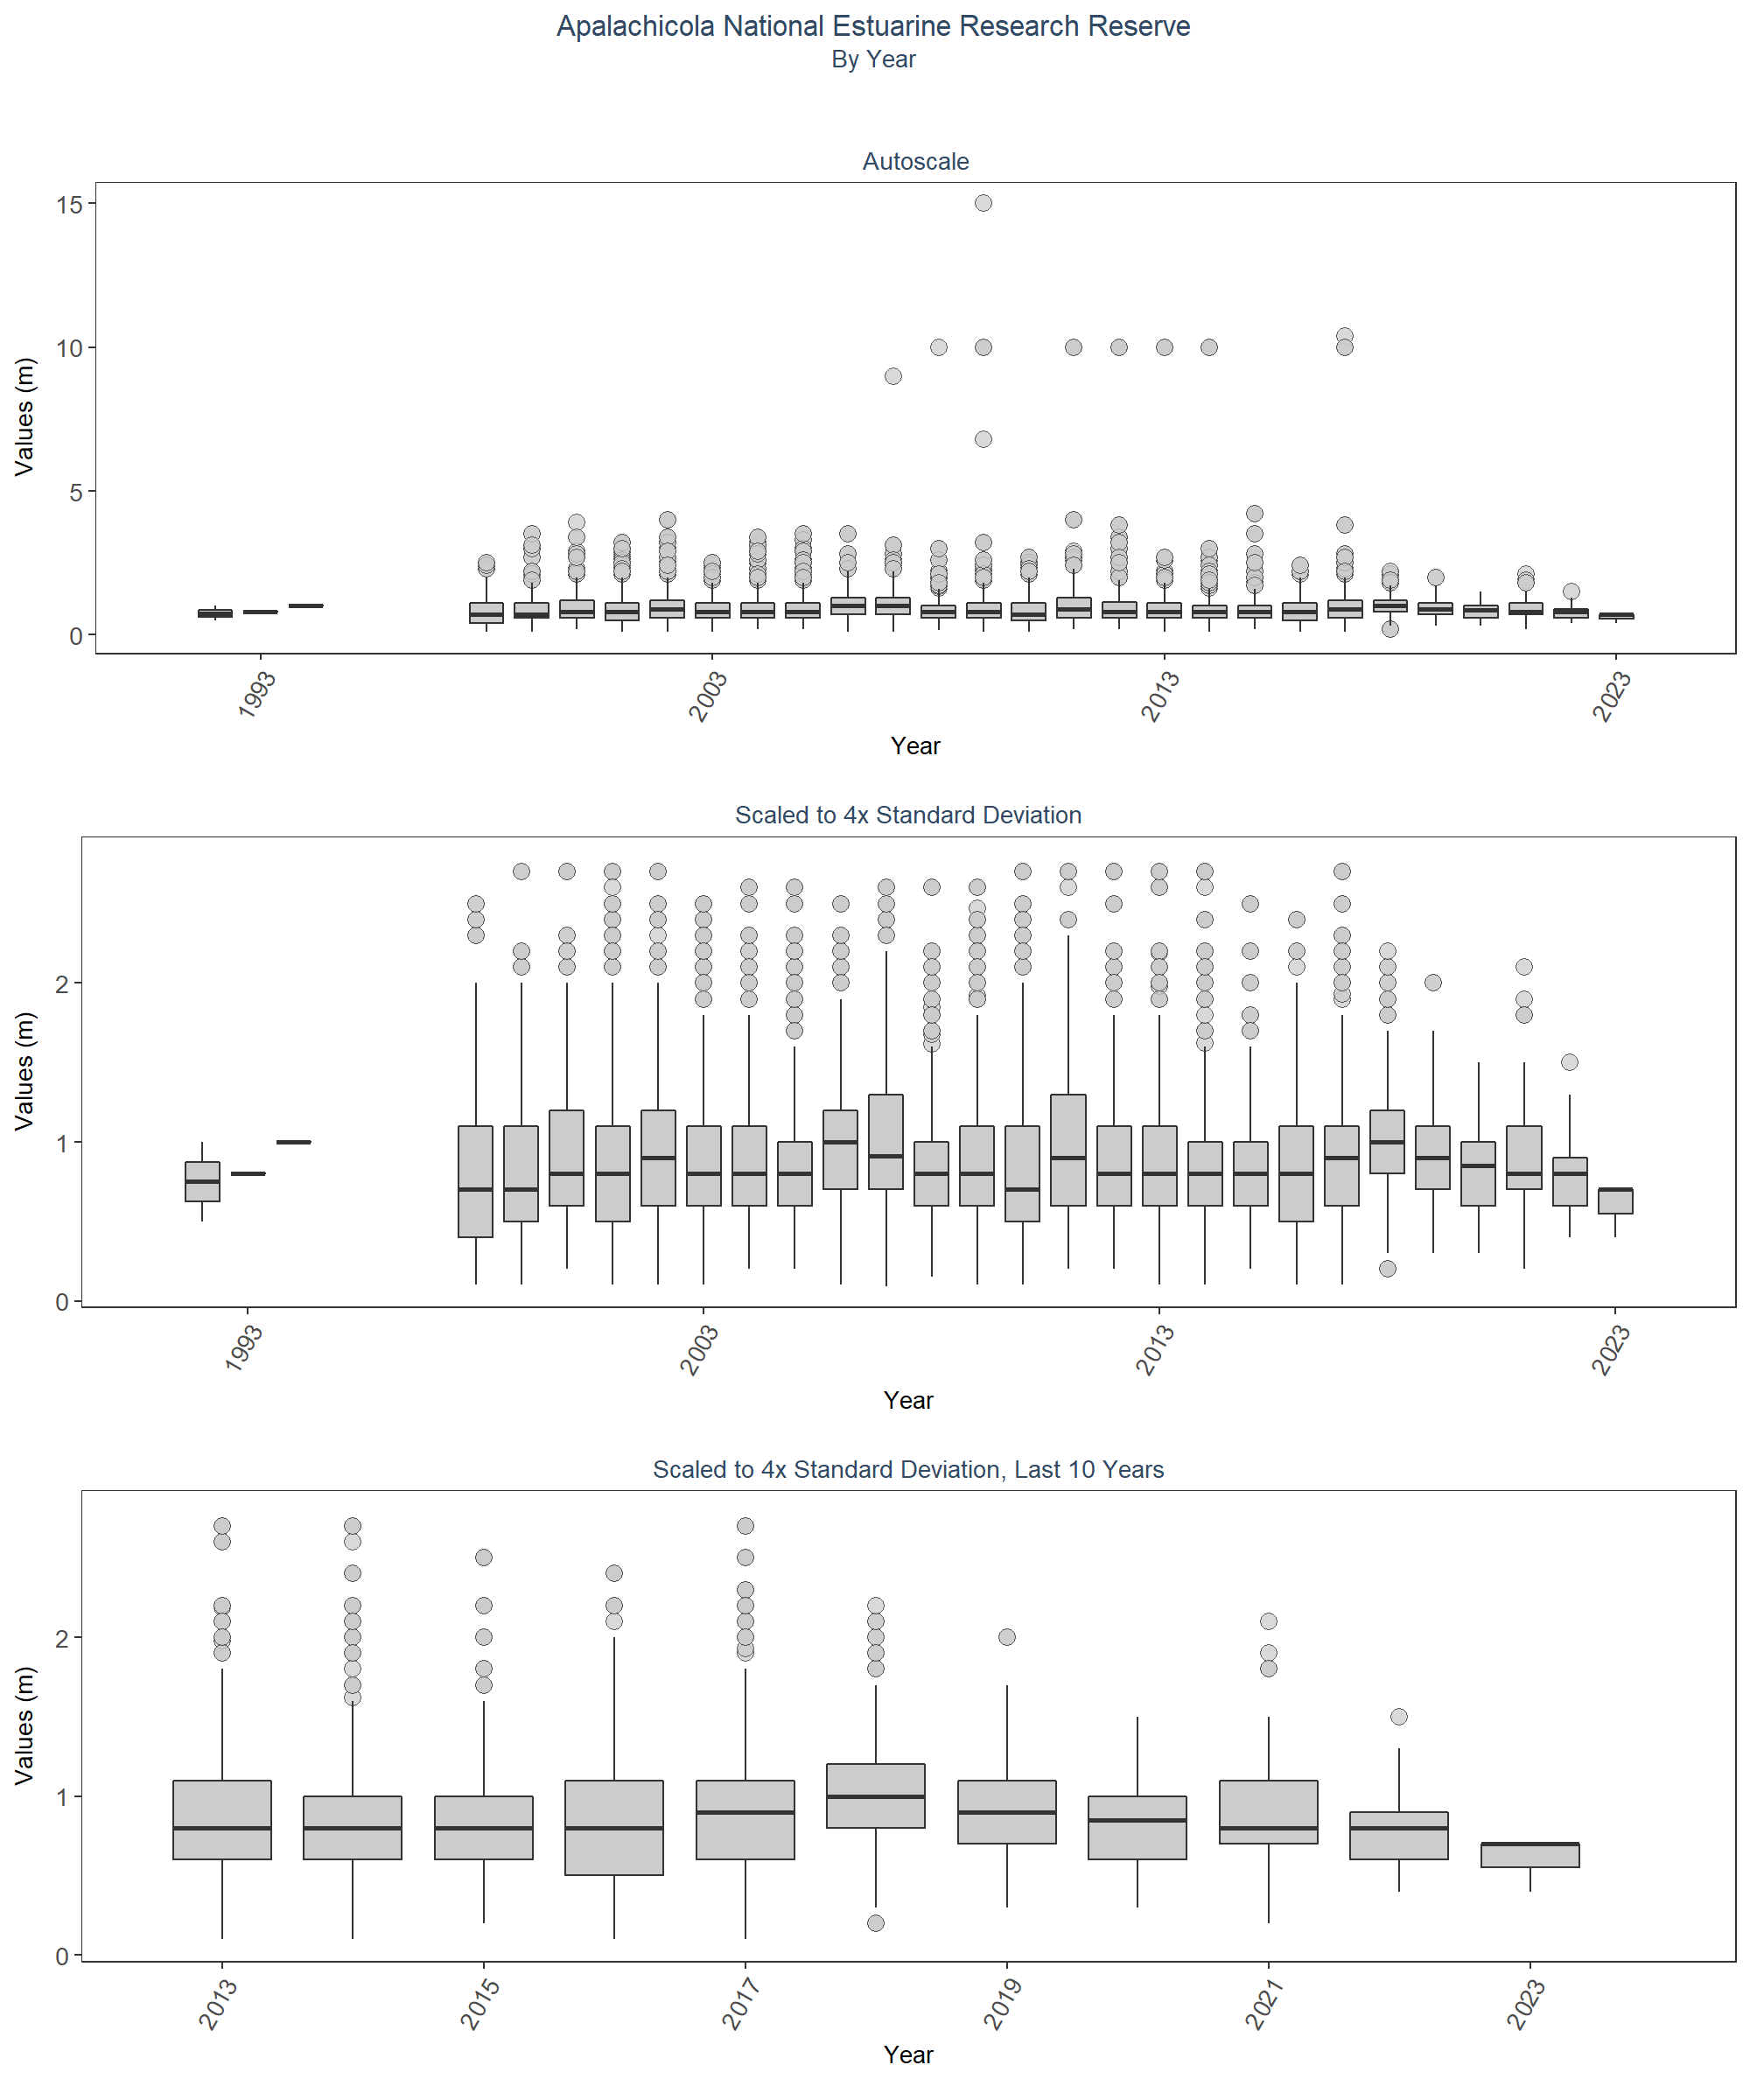 Apalachicola National Estuarine Research Reserve
By Year
Autoscale
Values (m)
15
10
5
0
1993
2003
2013
2023
Year
Scaled to 4x Standard Deviation
Values (m)
2
1
0
1993
2003
2013
2023
Year
Scaled to 4x Standard Deviation, Last 10 Years
Values (m)
2
1
0
2013
2015
2017
2019
2021
2023
Year